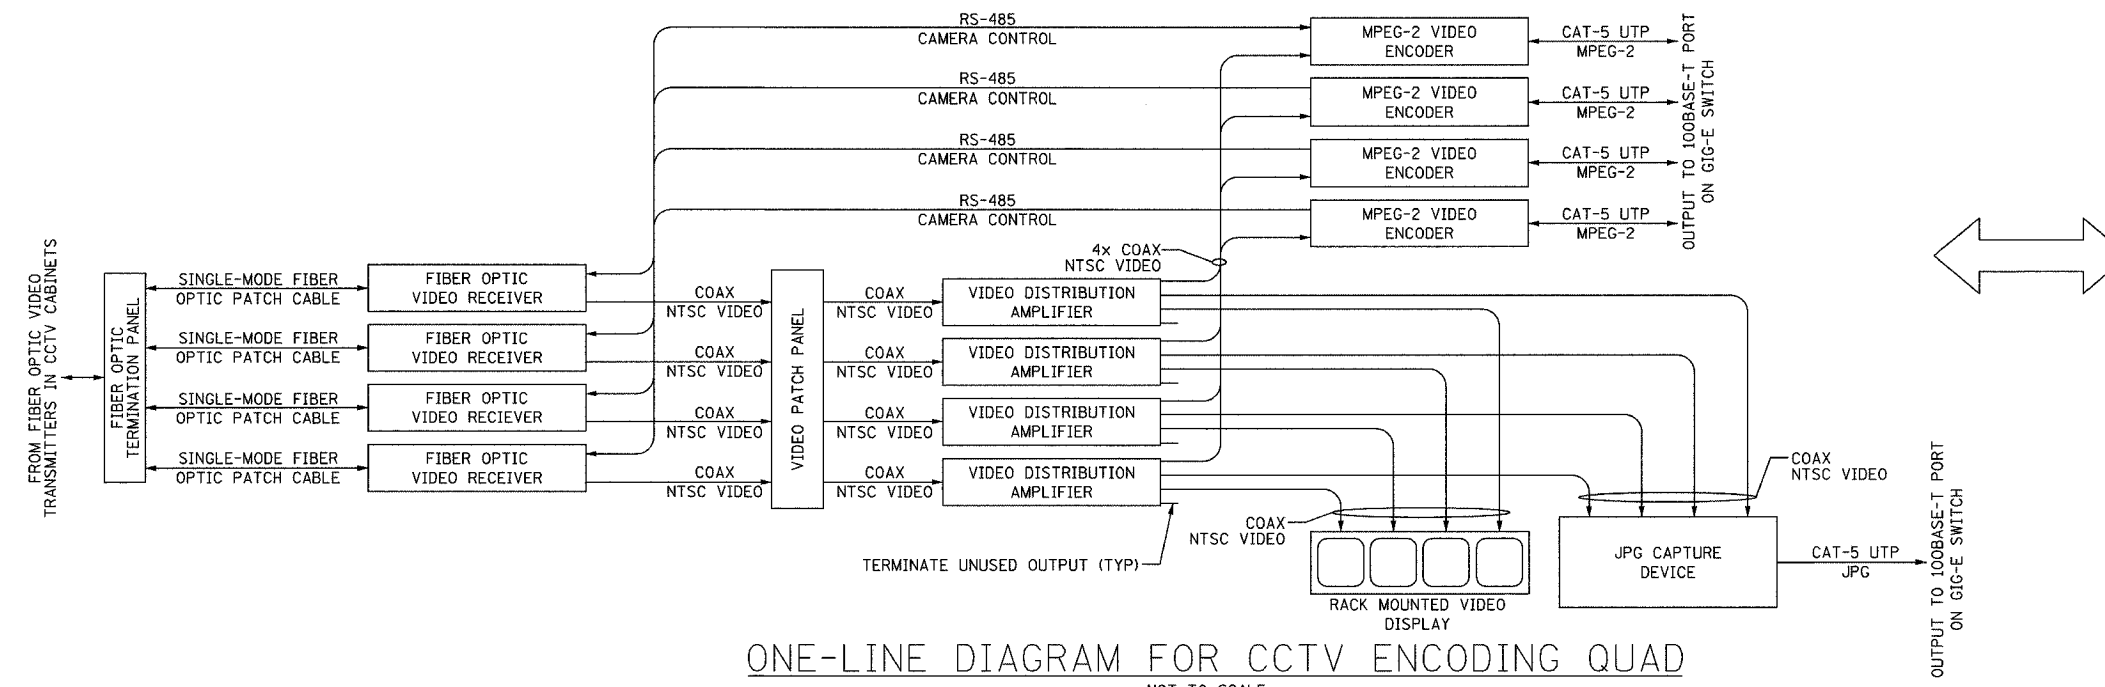 RS-485
CAMERA CONTROL
MPEG-2 VIDEO
ENCODER
CAT-5 UTP
MPEG-2
RS-485
CAMERA CONTROL
MPEG-2 VIDEO
ENCODER
CAT-5 UTP
MPEG-2
RS-485
CAMERA CONTROL
MPEG-2 VIDEO
ENCODER
CAT-5 UTP
MPEG-2
RS-485
CAMERA CONTROL
MPEG-2 VIDEO
ENCODER
CAT-5 UTP
MPEG-2
OUTPUT TO 100BASE-T PORT
ON GIG-E SWITCH
4x COAX
NTSC VIDEO
FROM FIBER OPTIC VIDEO
TRANSMITTERS IN CCTV CABINETS
FIBER OPTIC
TERMINATION PANEL
SINGLE-MODE FIBER
OPTIC PATCH CABLE
FIBER OPTIC
VIDEO RECEIVER
COAX
NTSC VIDEO
SINGLE-MODE FIBER
OPTIC PATCH CABLE
FIBER OPTIC
VIDEO RECEIVER
COAX
NTSC VIDEO
SINGLE-MODE FIBER
OPTIC PATCH CABLE
FIBER OPTIC
VIDEO RECIEVER
COAX
NTSC VIDEO
SINGLE-MODE FIBER
OPTIC PATCH CABLE
FIBER OPTIC
VIDEO RECEIVER
COAX
NTSC VIDEO
VIDEO PATCH PANEL
COAX
NTSC VIDEO
VIDEO DISTRIBUTION
AMPLIFIER
COAX
NTSC VIDEO
VIDEO DISTRIBUTION
AMPLIFIER
COAX
NTSC VIDEO
VIDEO DISTRIBUTION
AMPLIFIER
COAX
NTSC VIDEO
VIDEO DISTRIBUTION
AMPLIFIER
TERMINATE UNUSED OUTPUT (TYP)
COAX
NTSC VIDEO
RACK MOUNTED VIDEO
DISPLAY
COAX
NTSC VIDEO
JPG CAPTURE
DEVICE
CAT-5 UTP
JPG
OUTPUT TO 100BASE-T PORT
ON GIG-E SWITCH
ONE-LINE DIAGRAM FOR CCTV ENCODING QUAD